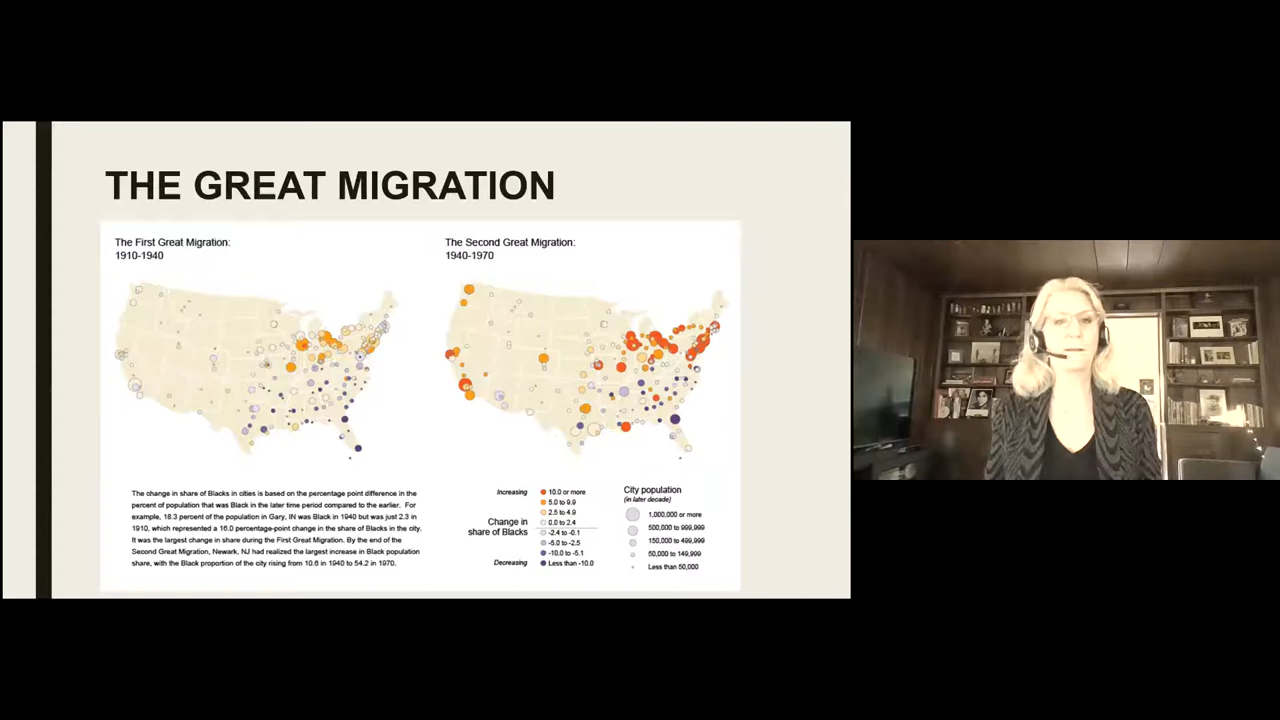 THE GREAT MIGRATION
The First Great Migration:
1910-1940
The Second Great Migration:
1940-1970
The change in share of Blacks in cities is based on the percentage point difference in the
percent of population that was Black in the later time period compared to the earlier. For
example, 18.3 percent of the population in Gary, IN was Black in 1940 but was just 2.3 in
1910, which represented a 16.0 percentage-point change in the share of Blacks in the city.
It was the largest change in share during the First Great Migration. By the end of the
Second Great Migration, Newark, NJ had realized the largest increase in Black population
share, with the Black proportion of the city rising from 10.6 in 1940 to 54.2 in 1970.
Increasing
Change in
share of Blacks
Decreasing
10.0 or more
5.0 to 9.9
2.5 to 4.9
0.0 to 2.4
-2.4 to -0.1
-5.0 to -2.5
-10.0 to -5.1
Less than -10.0
City population
(in later decade)
1,000,000 or more
500,000 to 999,999
150,000 to 499,999
50,000 to 149,999
Less than 50,000